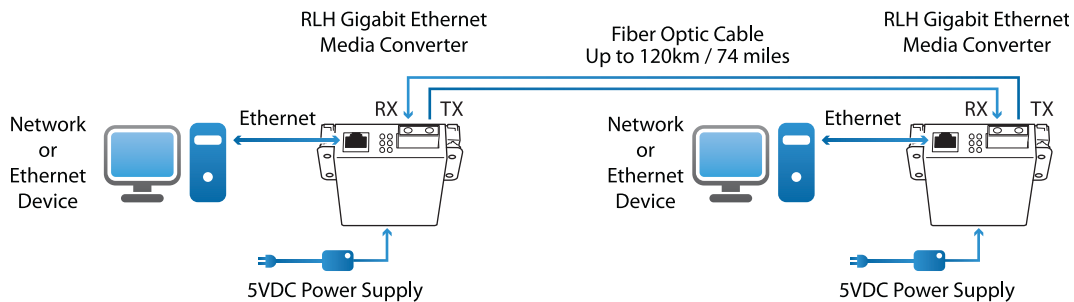 RLH Gigabit Ethernet
Media Converter
Fiber Optic Cable
Up to 120km / 74 miles
RLH Gigabit Ethernet
Media Converter
RX TX
RX TX
Network
or
Ethernet
Device
Ethernet
Network
or
Ethernet
Device
Ethernet
5VDC Power Supply
5VDC Power Supply